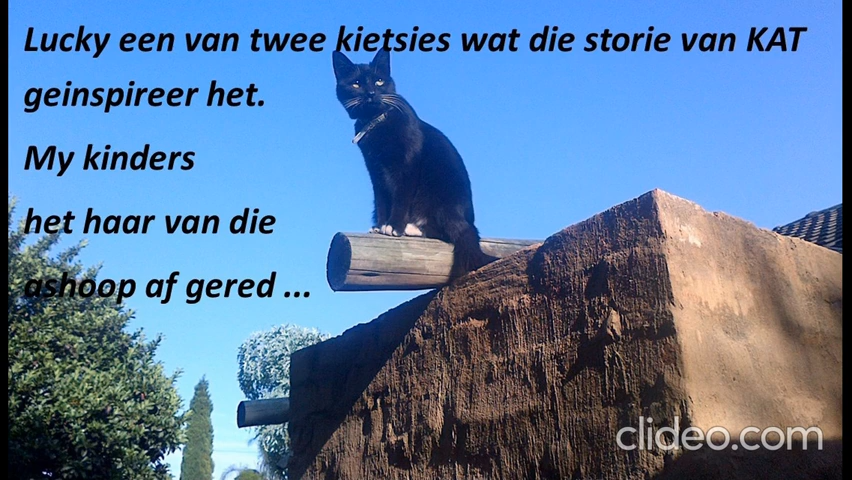 Lucky een van twee kietsies wat die storie van KAT
geinspireer het.
My kinders
het haar van die
ashoop af gered ...
clideo.com